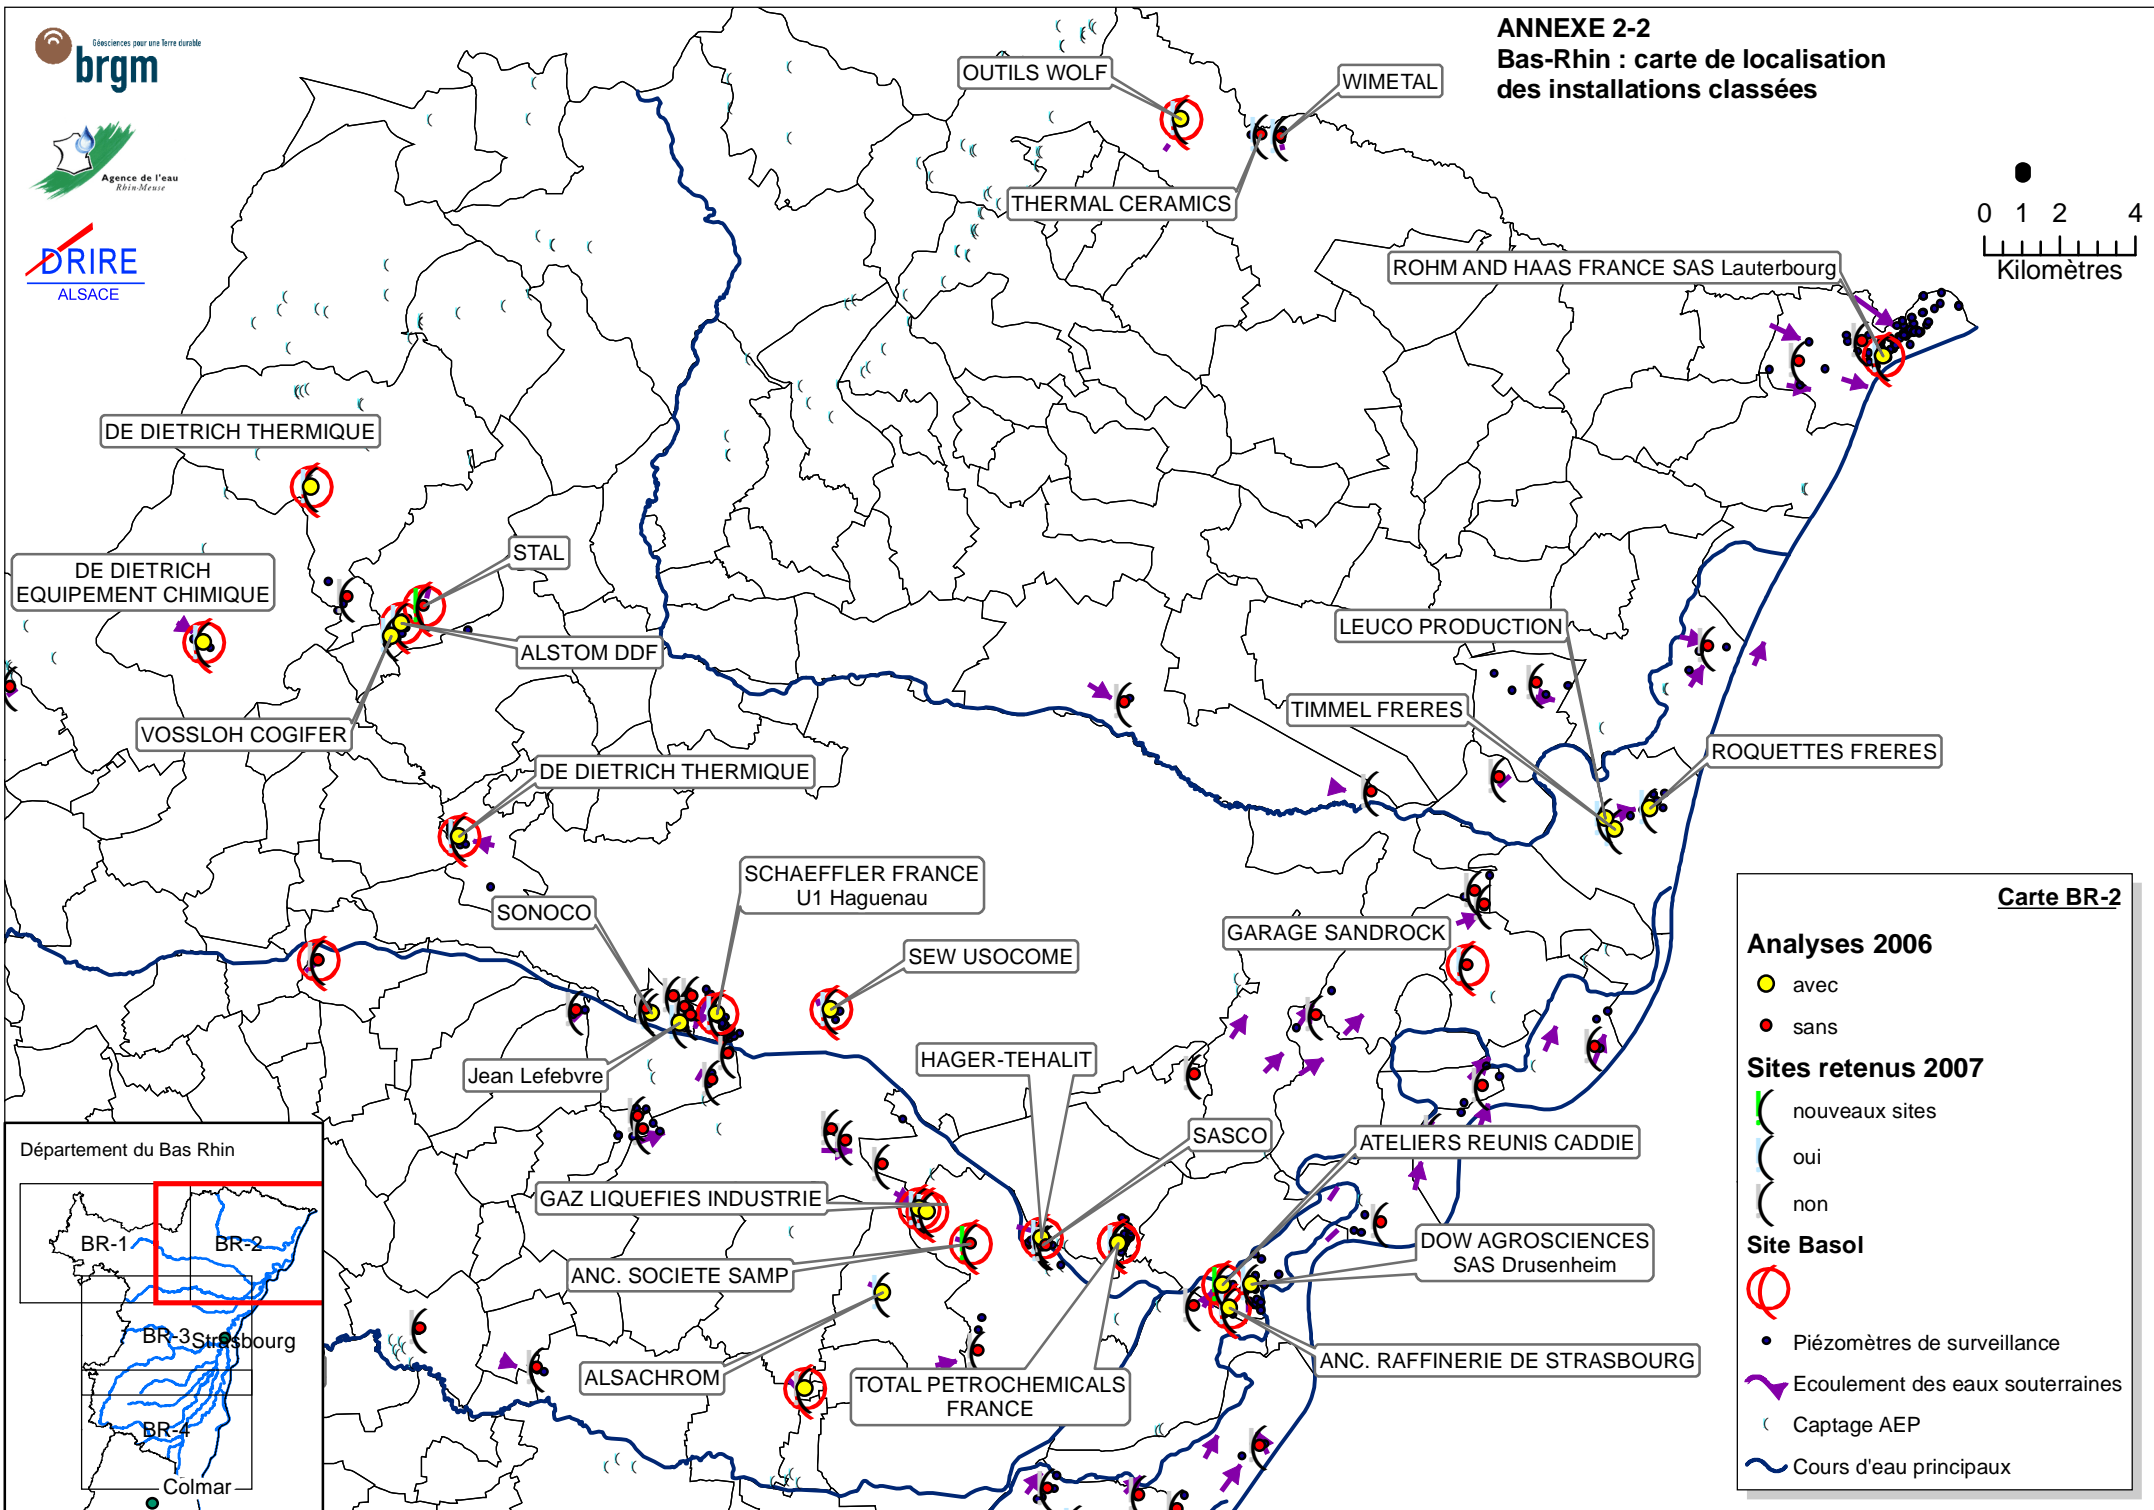 Géosciences pour une Terre durable
brgm
Agence de l'eau
Rhin-Meuse
DRIRE
ALSACE
ANNEXE 2-2
Bas-Rhin : carte de localisation
des installations classées
0 1 2 4
Kilomètres
OUTILS WOLF
WIMETAL
THERMAL CERAMICS
ROHM AND HAAS FRANCE SAS Lauterbourg
DE DIETRICH THERMIQUE
STAL
DE DIETRICH
EQUIPEMENT CHIMIQUE
ALSTOM DDF
LEUCO PRODUCTION
VOSSLOH COGIFER
TIMMEL FRERES
ROQUETTES FRERES
DE DIETRICH THERMIQUE
SCHAEFFLER FRANCE
U1 Haguenau
SONOCO
GARAGE SANDROCK
SEW USOCOME
Jean Lefebvre
HAGER-TEHALIT
SASCO
ATELIERS REUNIS CADDIE
GAZ LIQUEFIES INDUSTRIE
DOW AGROSCIENCES
SAS Drusenheim
ANC. SOCIETE SAMP
ALSACHROM
TOTAL PETROCHEMICALS
FRANCE
ANC. RAFFINERIE DE STRASBOURG
Département du Bas Rhin
BR-1
BR-2
BR-3
Strasbourg
BR-4
Colmar
Carte BR-2
Analyses 2006
avec
sans
Sites retenus 2007
nouveaux sites
oui
non
Site Basol
Piézomètres de surveillance
Ecoulement des eaux souterraines
Captage AEP
Cours d'eau principaux